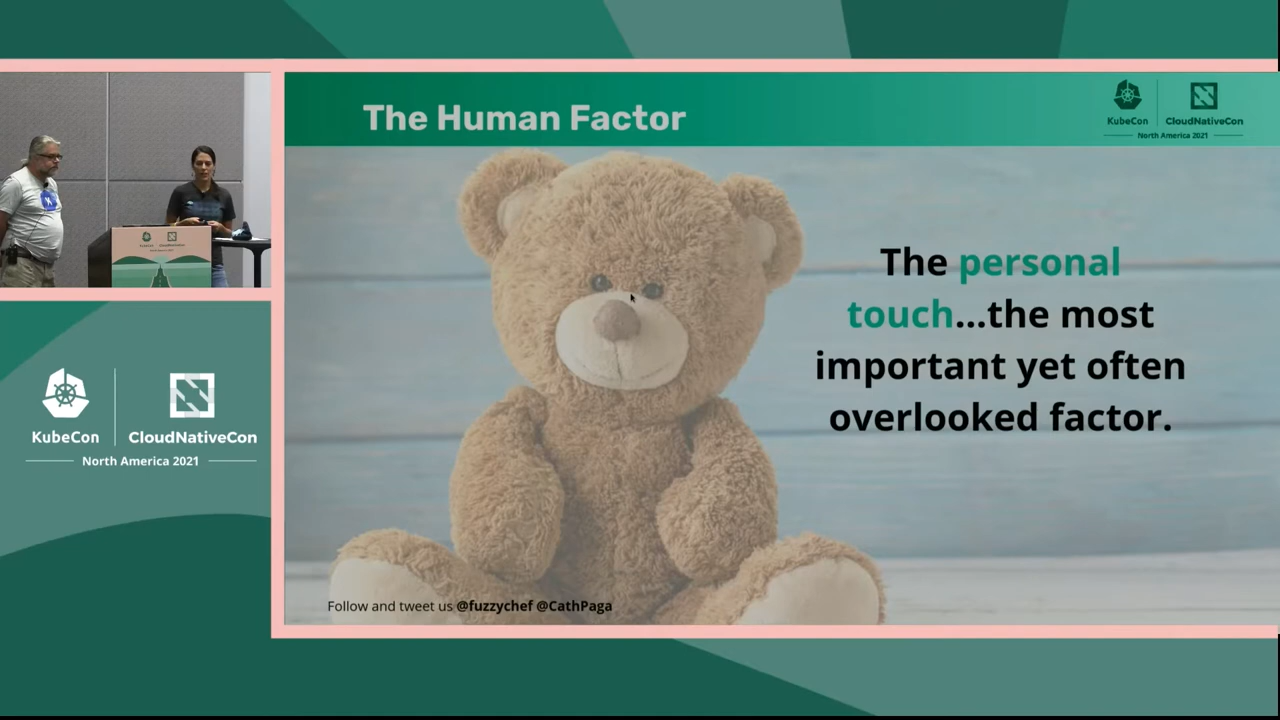 The Human Factor
KubeCon
CloudNativeCon
North America 2021
The personal
touch...the most
important yet often
overlooked factor.
KubeCon
CloudNativeCon
North America 2021
Follow and tweet us @fuzzychef @CathPaga